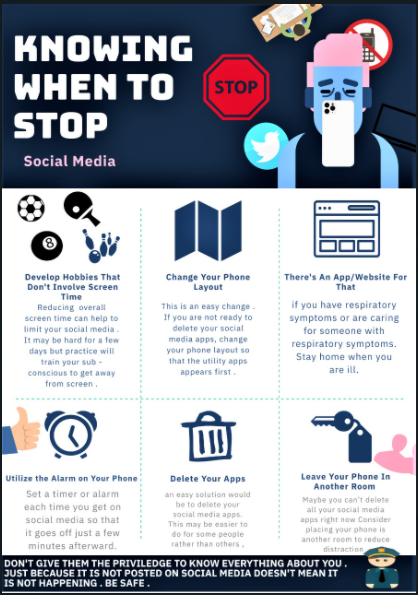 KNOWING
WHEN TO
STOP
STOP
Social Media
Develop Hobbies That
Don't Involve Screen
Time
Reducing overall
screen time can help to
limit your social media .
It may be hard for a few
days but practice will
train your sub -
conscious to get away
from screen .
8
Change Your Phone
Layout
This is an easy change .
If you are not ready to
delete your social
media apps, change
your phone layout so
that the utility apps
appears first .
There's An App/Website For
That
if you have respiratory
symptoms or are caring
for someone with
respiratory symptoms.
Stay home when you
are ill.
Utilize the Alarm on Your Phone
Set a timer or alarm
each time you get on
social media so that
it goes off just a few
minutes afterward.
Delete Your Apps
an easy solution would
be to delete your
social media apps.
This may be easier to
do for some people
rather than others .
Leave Your Phone In
Another Room
Maybe you can't delete
all your social media
apps right now Consider
placing your phone is
another room to reduce
distraction
DON'T GIVE THEM THE PRIVILEDGE TO KNOW EVERYTHING ABOUT YOU .
JUST BECAUSE IT IS NOT POSTED ON SOCIAL MEDIA DOESN'T MEAN IT
IS NOT HAPPENING . BE SAFE .